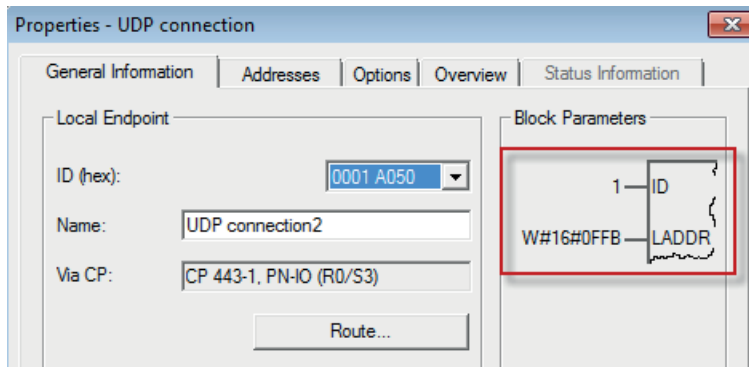 Properties - UDP connection
General Information
Addresses
Options
Overview
Status Information
Local Endpoint
ID (hex):
0001 A050
Name:
UDP connection2
Via CP:
CP 443-1, PN-IO (R0/S3)
Route...
Block Parameters
1
ID
W#16#0FFB
LADDR